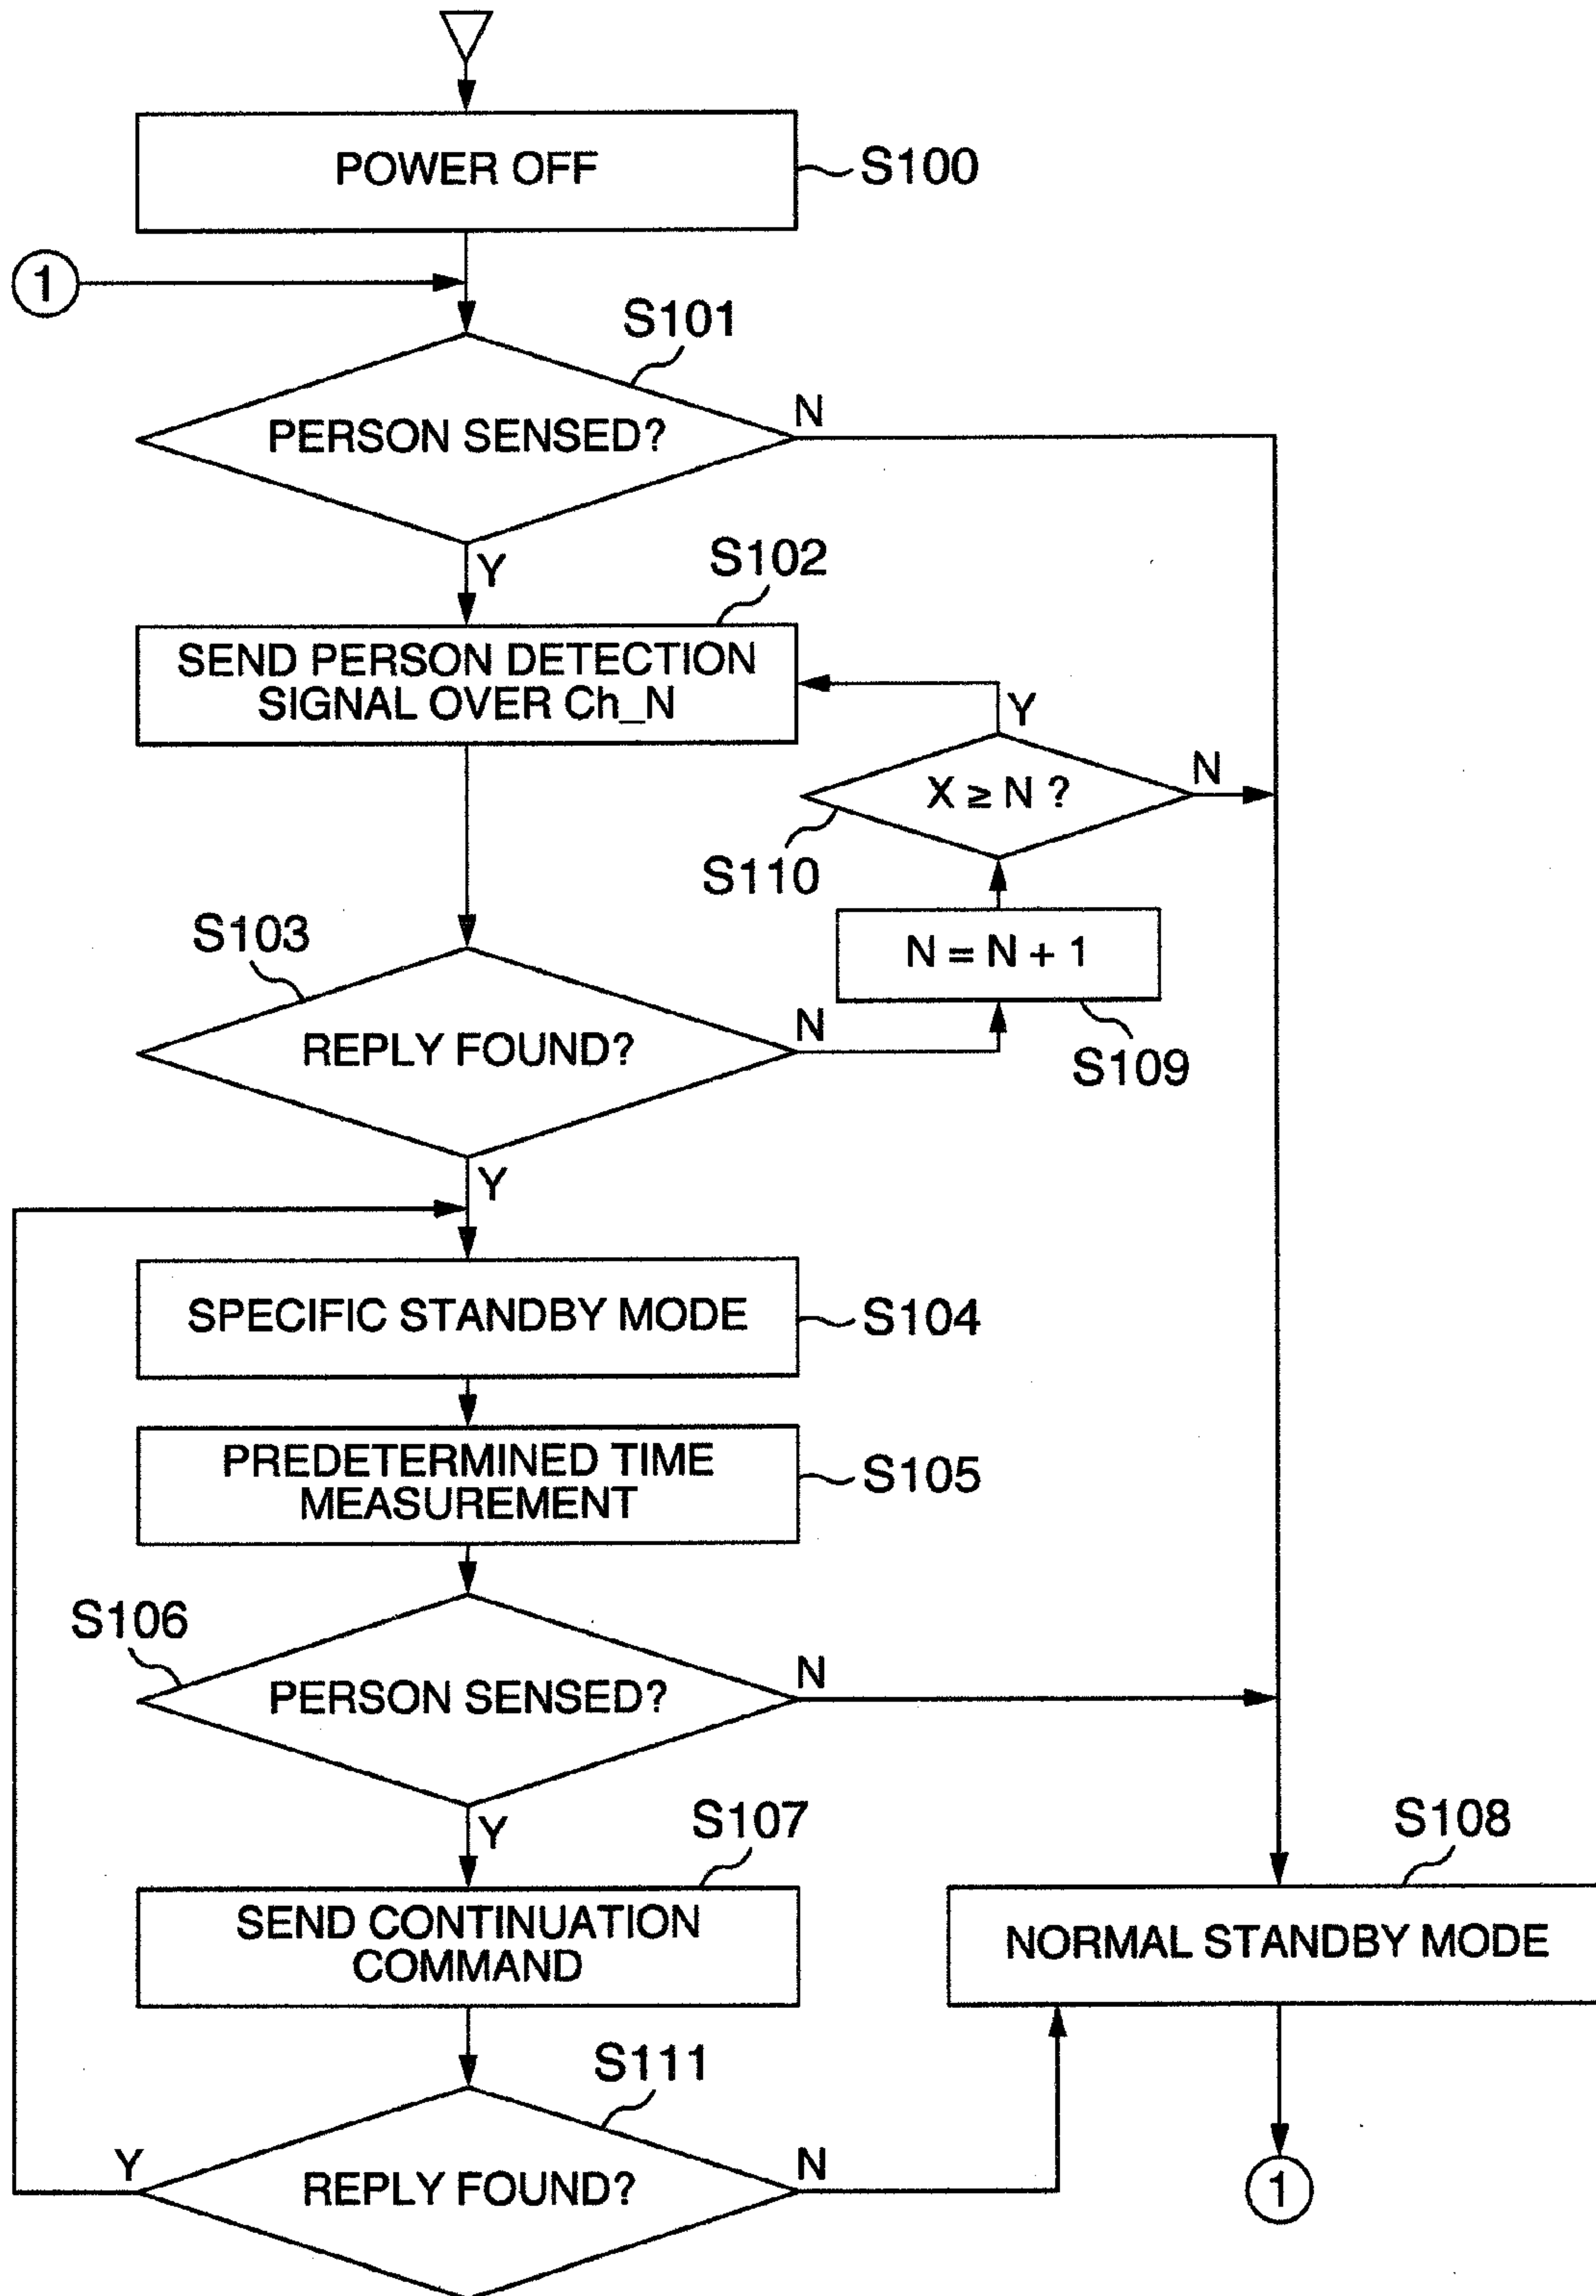 POWER OFF
S100
1
S101
PERSON SENSED?
N
Y
S102
SEND PERSON DETECTION
SIGNAL OVER Ch_N
Y
X ≥ N ?
N
S110
S103
N = N + 1
REPLY FOUND?
N
S109
Y
SPECIFIC STANDBY MODE
S104
PREDETERMINED TIME
MEASUREMENT
S105
S106
PERSON SENSED?
N
Y
S107
S108
SEND CONTINUATION
COMMAND
NORMAL STANDBY MODE
S111
Y
REPLY FOUND?
N
1